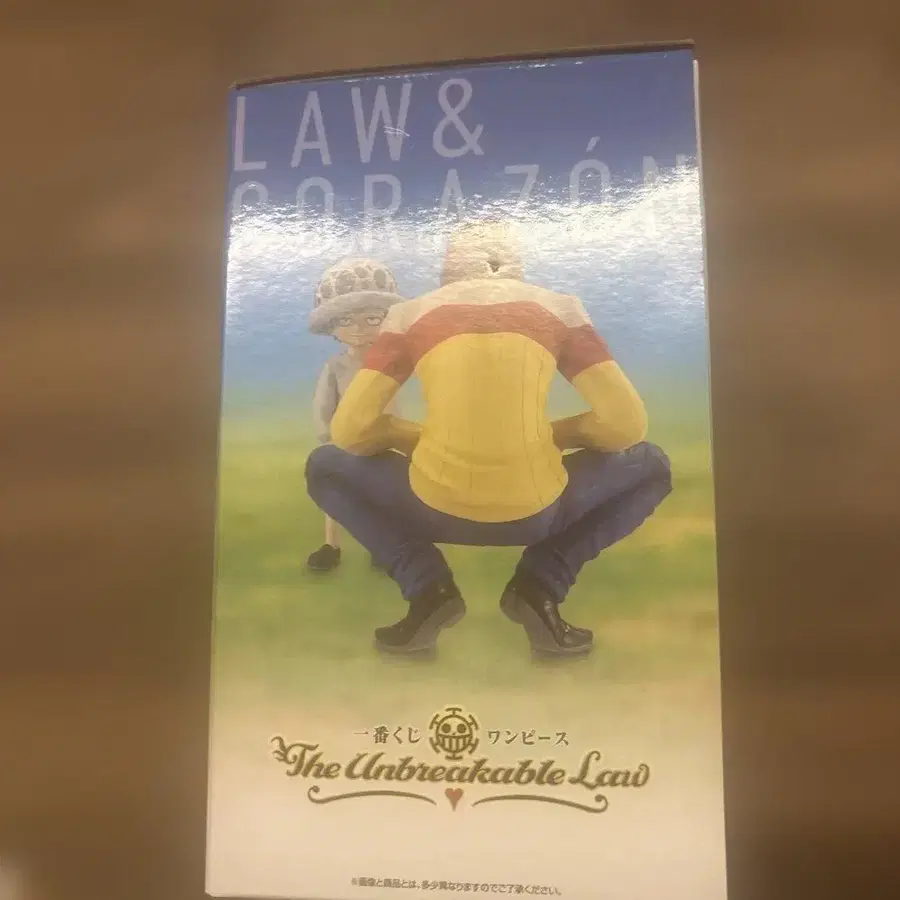 LAW&
CORAZÓN
一番くじ ワンピース
The Unbreakable Law
※画像と商品とは、多少異なりますのでご了承ください。